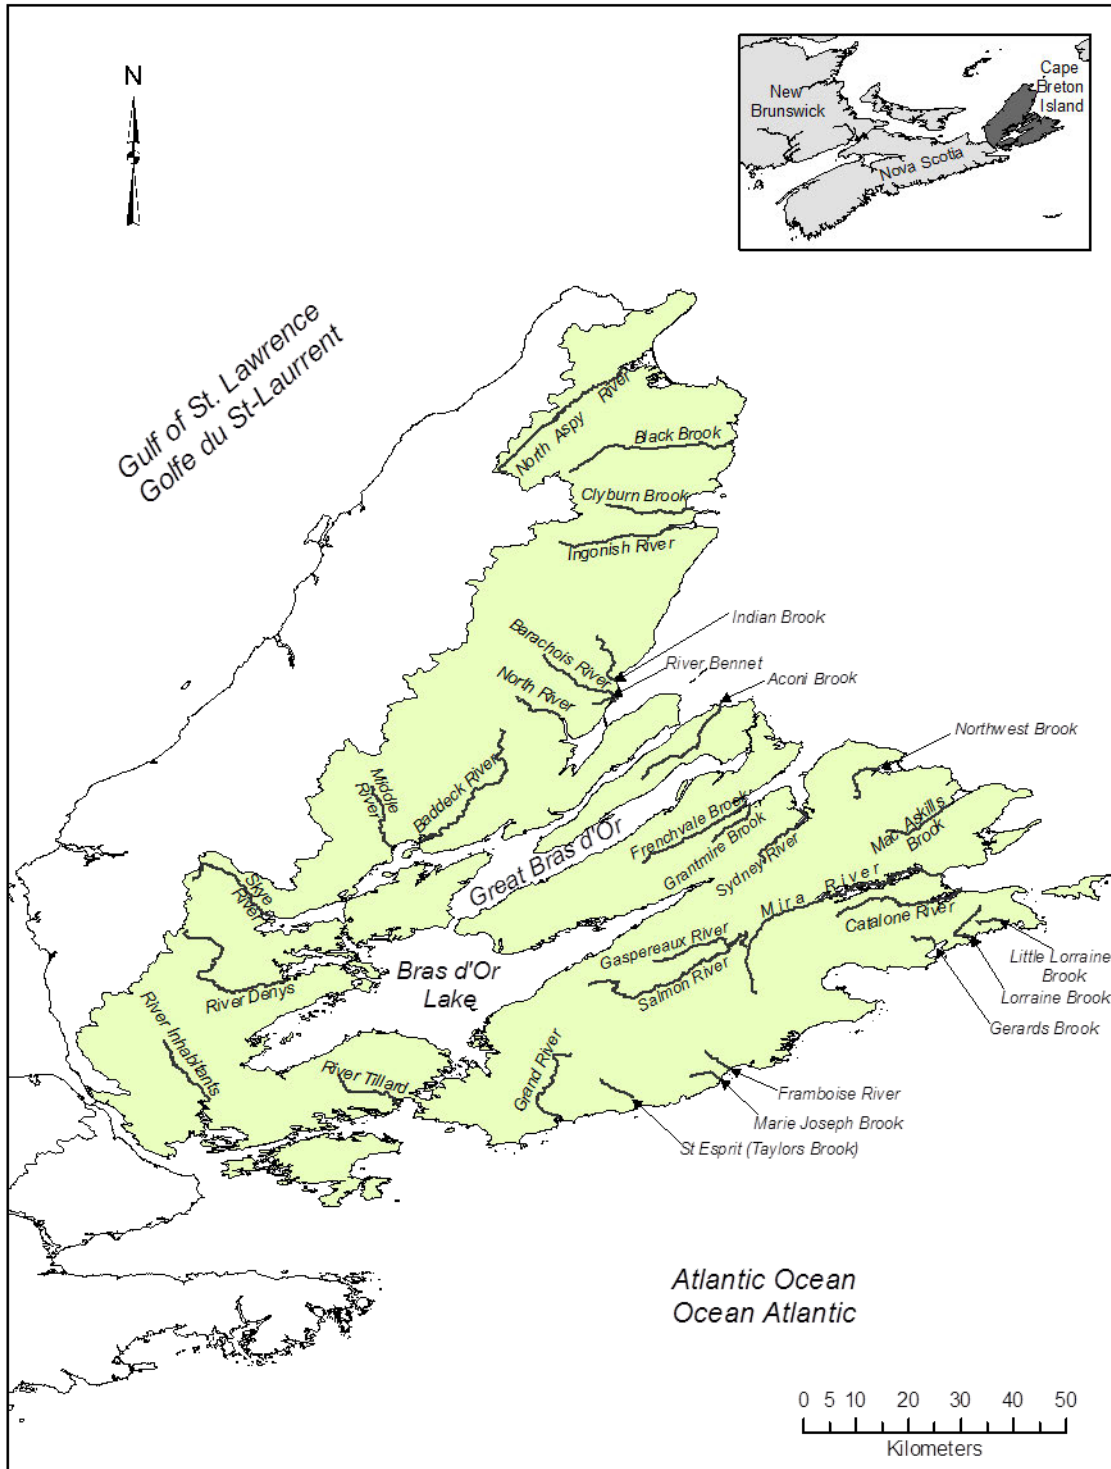 N
New
Brunswick
Cape
Breton
Island
Nova Scotia
Gulf of St. Lawrence
Golfe du St-Laurrent
North Aspy River
Black Brook
Clyburn Brook
Ingonish River
Indian Brook
Barachois River
River Bennet
North River
Aconi Brook
Northwest Brook
Middle
River
Baddeck River
Great Bras d'Or
Frenchvale Brook
Grantmire Brook
Sydney River
Mac Askills
Brook
Skye
River
Mira River
Catalone River
Gaspereaux River
Salmon River
Bras d'Or
Lake
River Denys
Little Lorraine
Brook
Lorraine Brook
Gerards Brook
River Inhabitants
River Tillard
Grand River
Framboise River
Marie Joseph Brook
St Esprit (Taylors Brook)
Atlantic Ocean
Ocean Atlantic
0 5 10 20 30 40 50
Kilometers